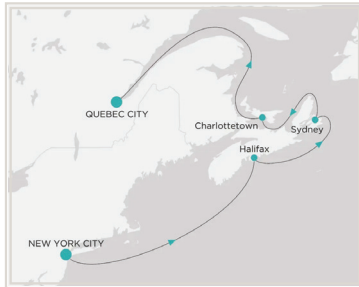 QUEBEC CITY
Charlottetown
Sydney
Halifax
NEW YORK CITY